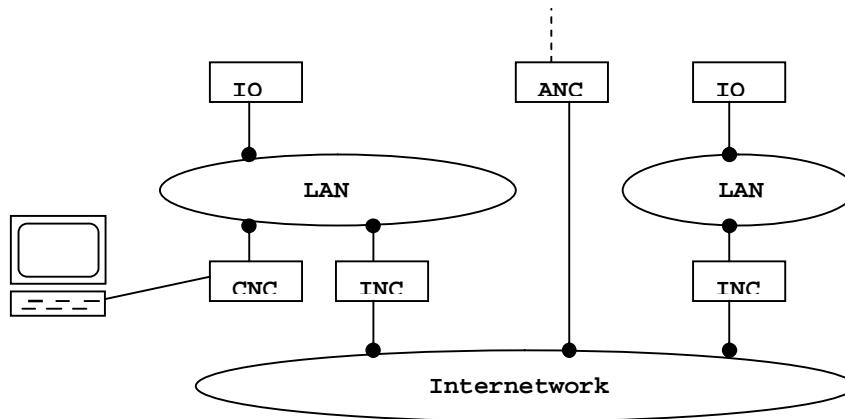 IO
ANC
IO
LAN
LAN
CNC
INC
INC
Internetwork